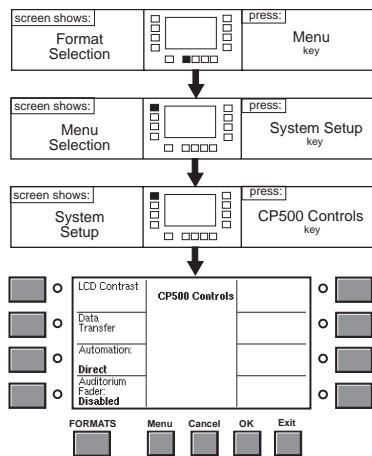 screen shows:
Format
Selection
press:
Menu
key
screen shows:
Menu
Selection
press:
System Setup
key
screen shows:
System
Setup
press:
CP500 Controls
key
LCD Contrast
CP500 Controls
Data
Transfer
Automation:
Direct
Auditorium
Fader:
Disabled
FORMATS
Menu
Cancel
OK
Exit